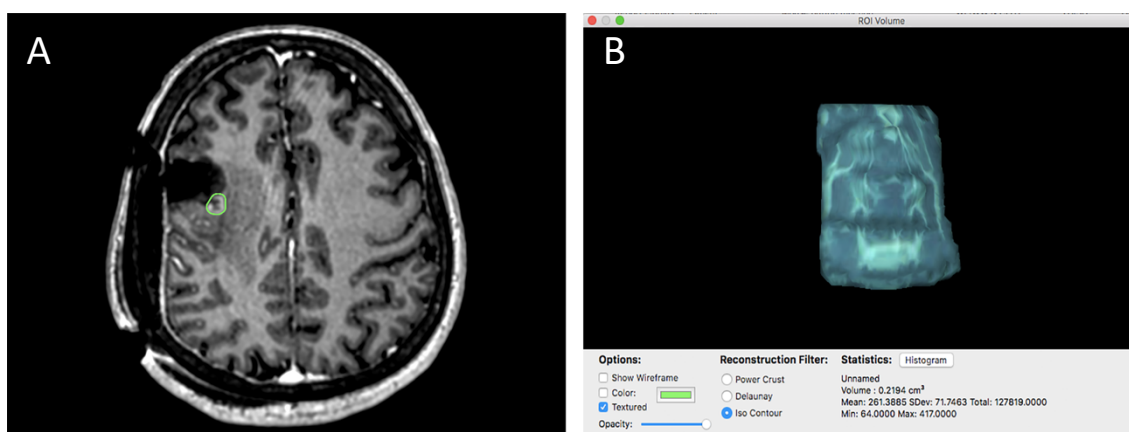 A
B
ROI Volume
Options:
Show Wireframe
Color:
Textured
Opacity:
Reconstruction Filter:
Power Crust
Delaunay
Iso Contour
Statistics:
Histogram
Unnamed
Volume : 0.2194 cm³
Mean: 261.3885 SDev: 71.7463 Total: 127819.0000
Min: 64.0000 Max: 417.0000